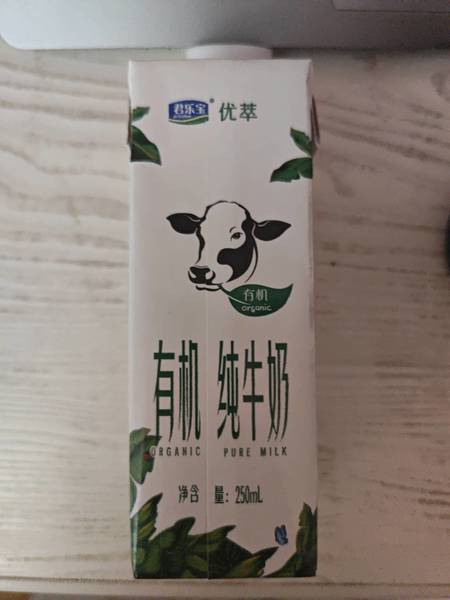 君乐宝® 优萃
有机
organic
有机 纯牛奶
ORGANIC PURE MILK
净含 量：250mL